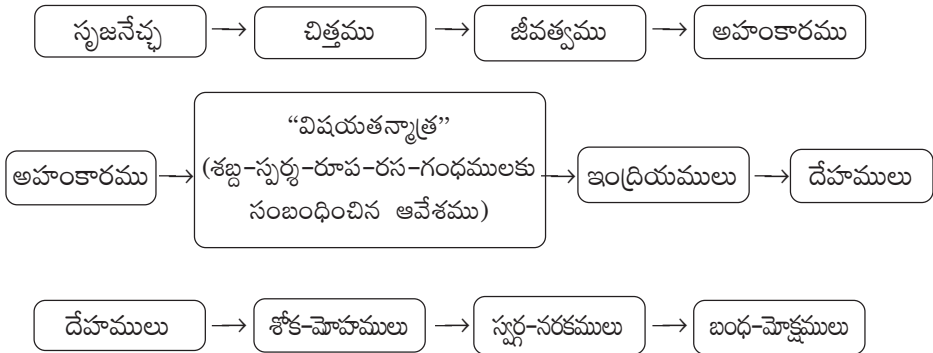 సృజనేచ్ఛ → చిత్తము → జీవత్వము → అహంకారము
అహంకారము → “విషయతన్మాత్ర”
(శబ్ద-స్పర్శ-రూప-రస-గంధములకు
సంబంధించిన ఆవేశము) → ఇంద్రియములు → దేహములు
దేహములు → శోక-మోహములు → స్వర్గ-నరకములు → బంధ-మోక్షములు